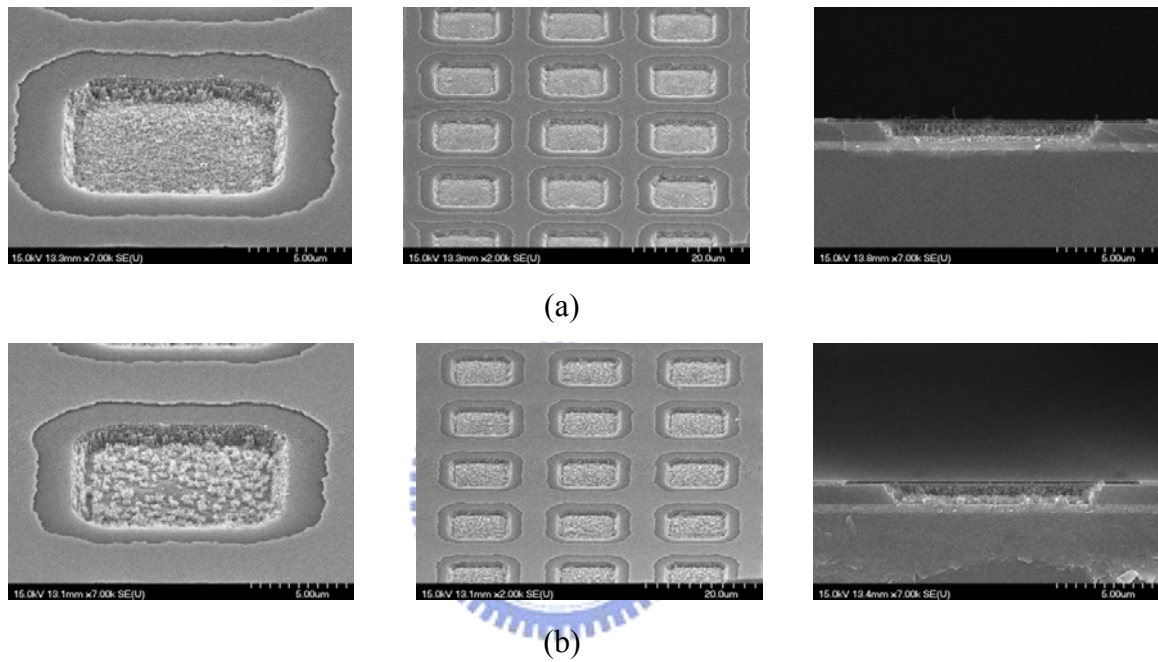 15.0kV 13.3mm x7.00k SE(U) 5.00um
15.0kV 13.3mm x2.00k SE(U) 20.0um
15.0kV 13.8mm x7.00k SE(U) 5.00um
(a)
15.0kV 13.1mm x7.00k SE(U) 5.00um
15.0kV 13.1mm x2.00k SE(U) 20.0um
15.0kV 13.4mm x7.00k SE(U) 5.00um
(b)